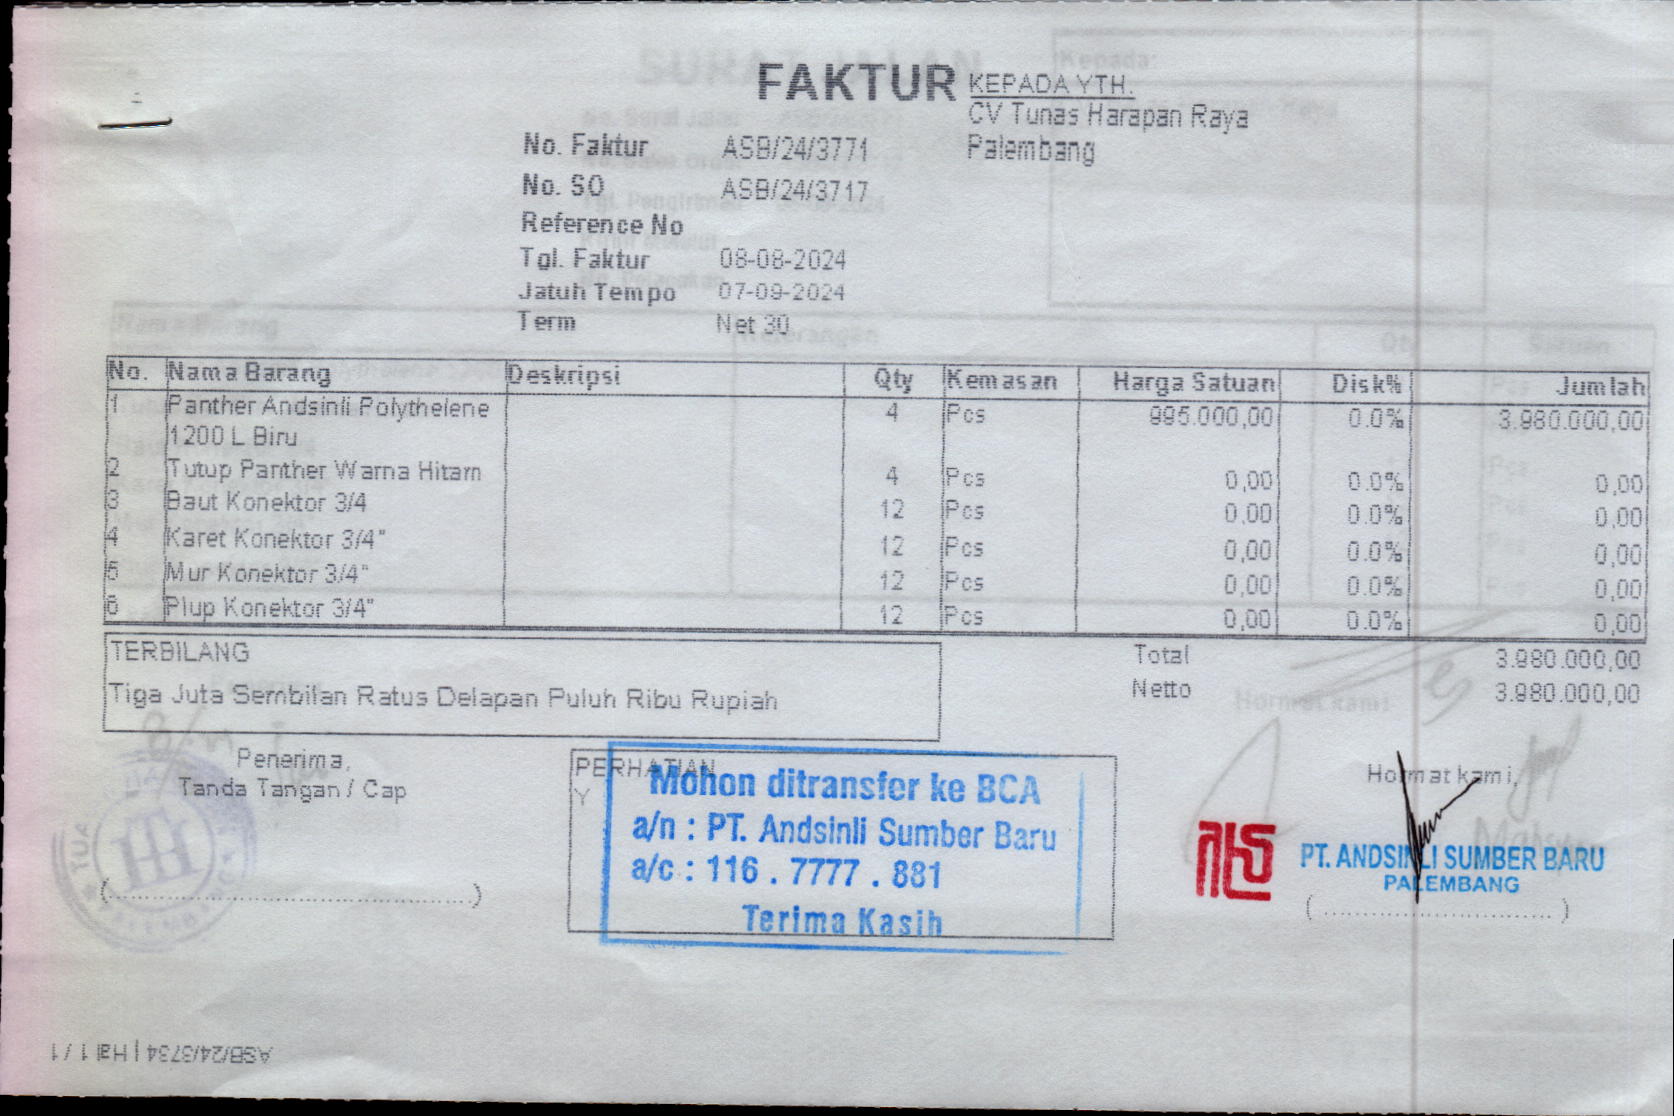 FAKTUR
KEPADA YTH.
CV Tunas Harapan Raya
Palembang
No. Faktur ASB/24/3771
No. SO ASB/24/3717
Reference No
Tgl. Faktur 08-08-2024
Jatuh Tempo 07-09-2024
Term Net 30
No. Nama Barang Deskripsi Qty Kemasan Harga Satuan Disk% Jumlah
1 Panther Andsinli Polythelene 4 Pcs 995.000,00 0.0% 3.980.000,00
1200 L Biru
2 Tutup Panther Warna Hitam 4 Pcs 0,00 0.0% 0,00
3 Baut Konektor 3/4 12 Pcs 0,00 0.0% 0,00
4 Karet Konektor 3/4" 12 Pcs 0,00 0.0% 0,00
5 Mur Konektor 3/4" 12 Pcs 0,00 0.0% 0,00
6 Plup Konektor 3/4" 12 Pcs 0,00 0.0% 0,00
TERBILANG
Tiga Juta Sembilan Ratus Delapan Puluh Ribu Rupiah
Total 3.980.000,00
Netto 3.980.000,00
Penerima,
Tanda Tangan / Cap
(................................................)
PERHATIAN
Y
Mohon ditransfer ke BCA
a/n : PT. Andsinli Sumber Baru
a/c : 116 . 7777 . 881
Terima Kasih
Hormat kami,
PT. ANDSINLI SUMBER BARU
PALEMBANG
( .............................. )
ASB/24/3734 | Hal 1 / 1
SURAT JALAN
Kepada:
Hormat kami